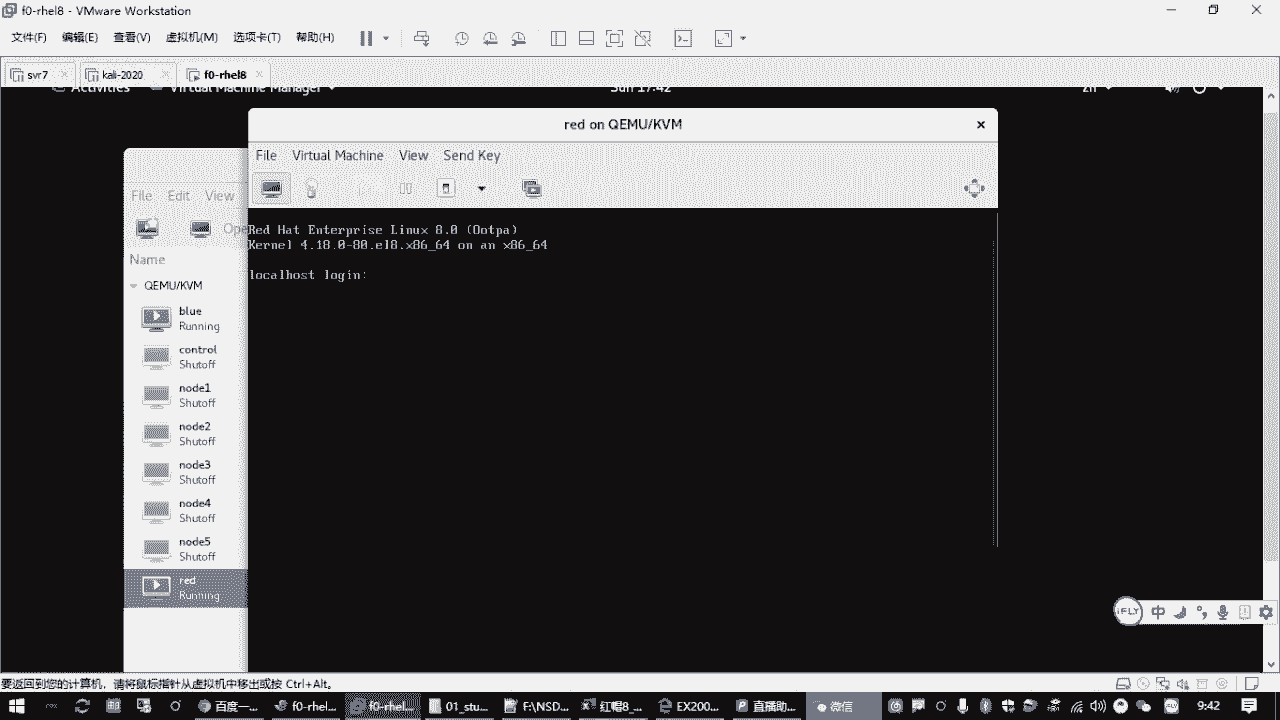 f0-rhel8 - VMware Workstation
文件(F) 编辑(E) 查看(V) 虚拟机(M) 选项卡(T) 帮助(H)
svr7 kali-2020 f0-rhel8
Activities Virtual Machine Manager Sun 17:42 zh
red on QEMU/KVM
File Virtual Machine View Send Key
File Edit View
Red Hat Enterprise Linux 8.0 (Ootpa)
Kernel 4.18.0-80.el8.x86_64 on an x86_64
localhost login:
Name
QEMU/KVM
blue
Running
control
Shutoff
node1
Shutoff
node2
Shutoff
node3
Shutoff
node4
Shutoff
node5
Shutoff
red
Running
iFLY 中
要返回到您的计算机，请将鼠标指针从虚拟机中移出或按 Ctrl+Alt。
百度一... f0-rhel... f0-rhel... 01_stu... F:\NSD... 红帽8_... EX200... 直播助... 微信 9:42